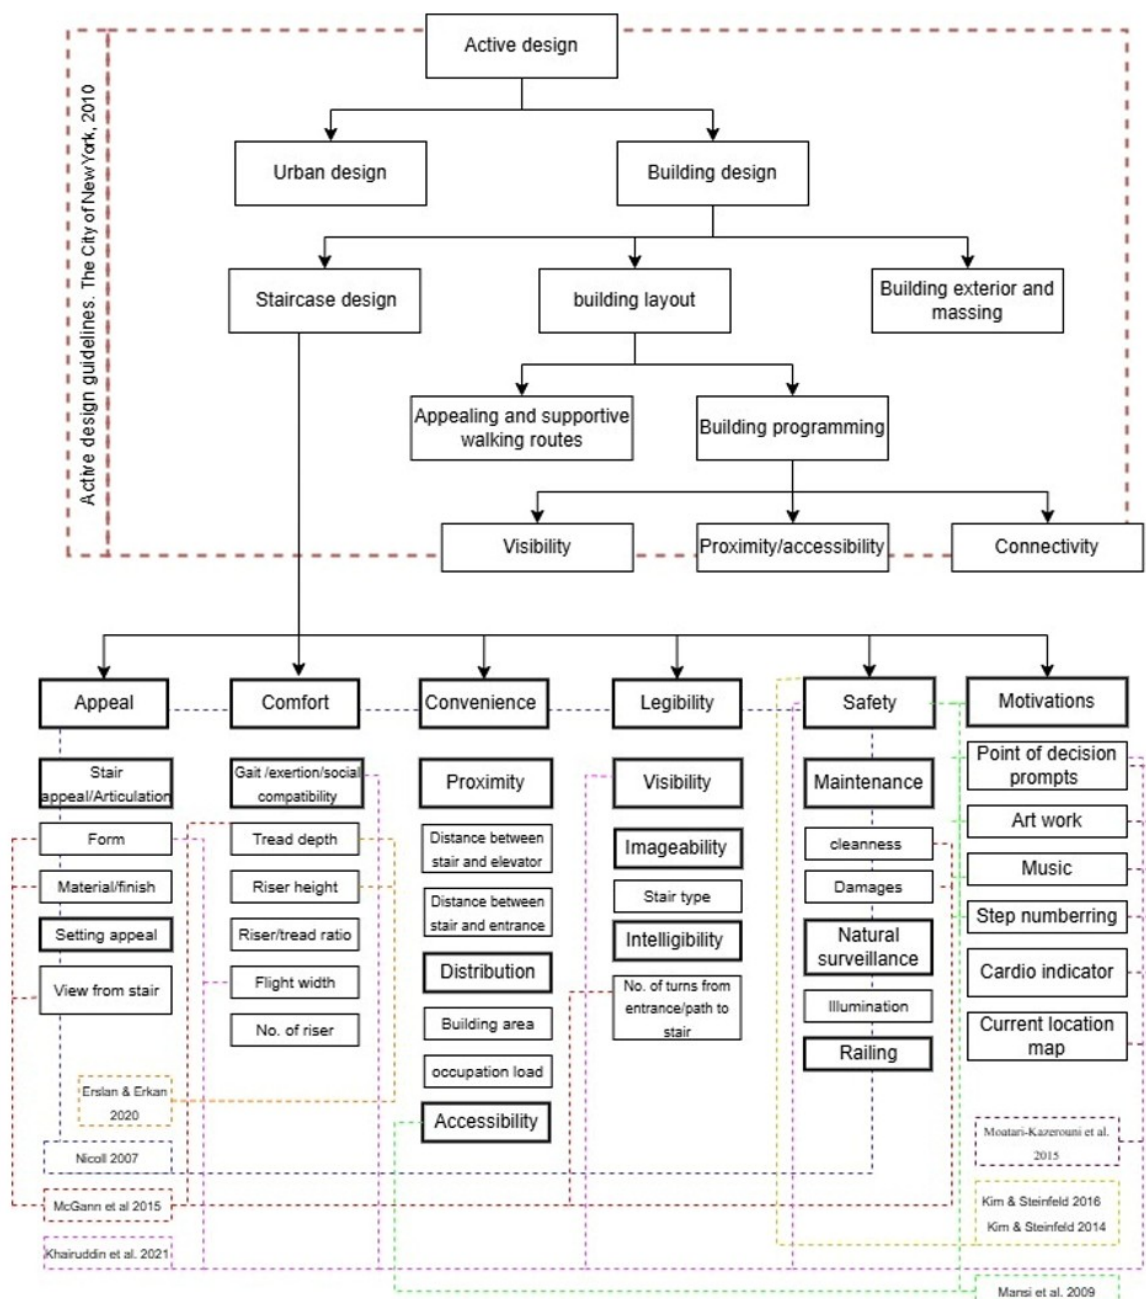 Active design guidelines. The City of New York, 2010
Active design
Urban design
Building design
Staircase design
building layout
Building exterior and
massing
Appealing and supportive
walking routes
Building programming
Visibility
Proximity/accessibility
Connectivity
Appeal
Comfort
Convenience
Legibility
Safety
Motivations
Stair
appeal/Articulation
Form
Material/finish
Setting appeal
View from stair
Gait /exertion/social
compatibility
Tread depth
Riser height
Riser/tread ratio
Flight width
No. of riser
Proximity
Distance between
stair and elevator
Distance between
stair and entrance
Distribution
Building area
occupation load
Accessibility
Visibility
Imageability
Stair type
Intelligibility
No. of turns from
entrance/path to
stair
Maintenance
cleanness
Damages
Natural
surveillance
Illumination
Railing
Point of decision
prompts
Art work
Music
Step numberring
Cardio indicator
Current location
map
Erslan & Erkan
2020
Nicoll 2007
McGann et al 2015
Khairuddin et al. 2021
Moatari-Kazerouni et al.
2015
Kim & Steinfeld 2016
Kim & Steinfeld 2014
Mansi et al. 2009